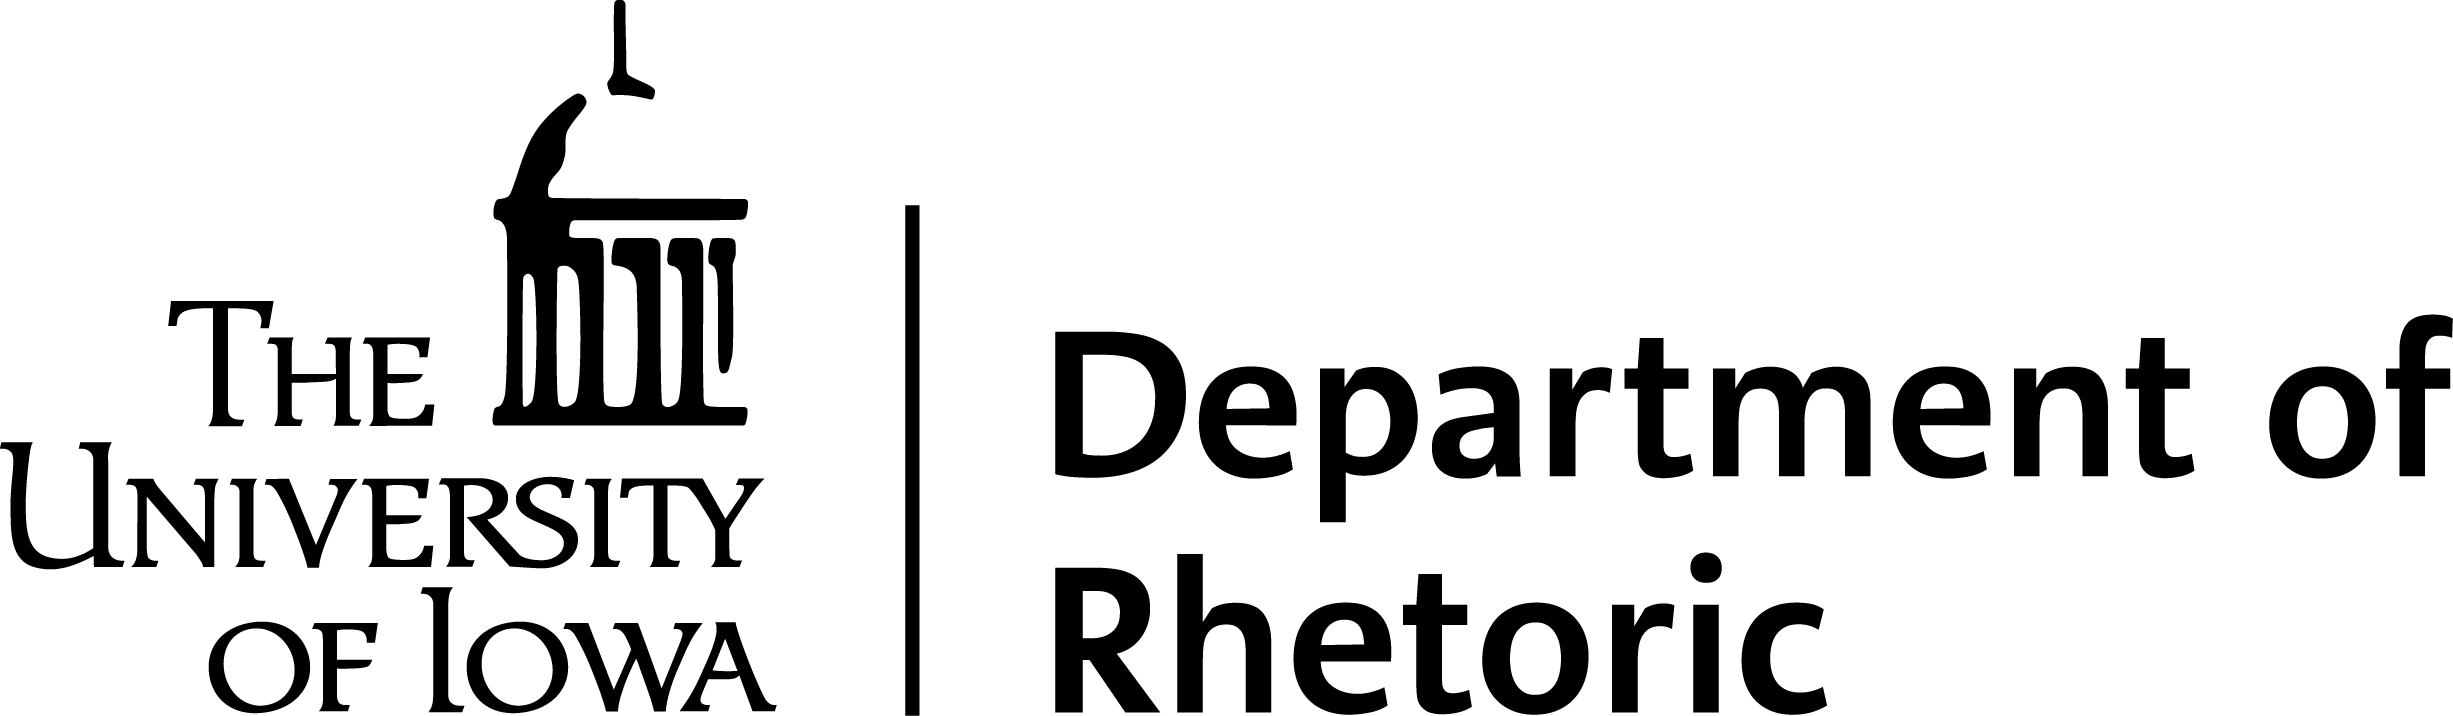 THE
UNIVERSITY
OF IOWA
Department of
Rhetoric